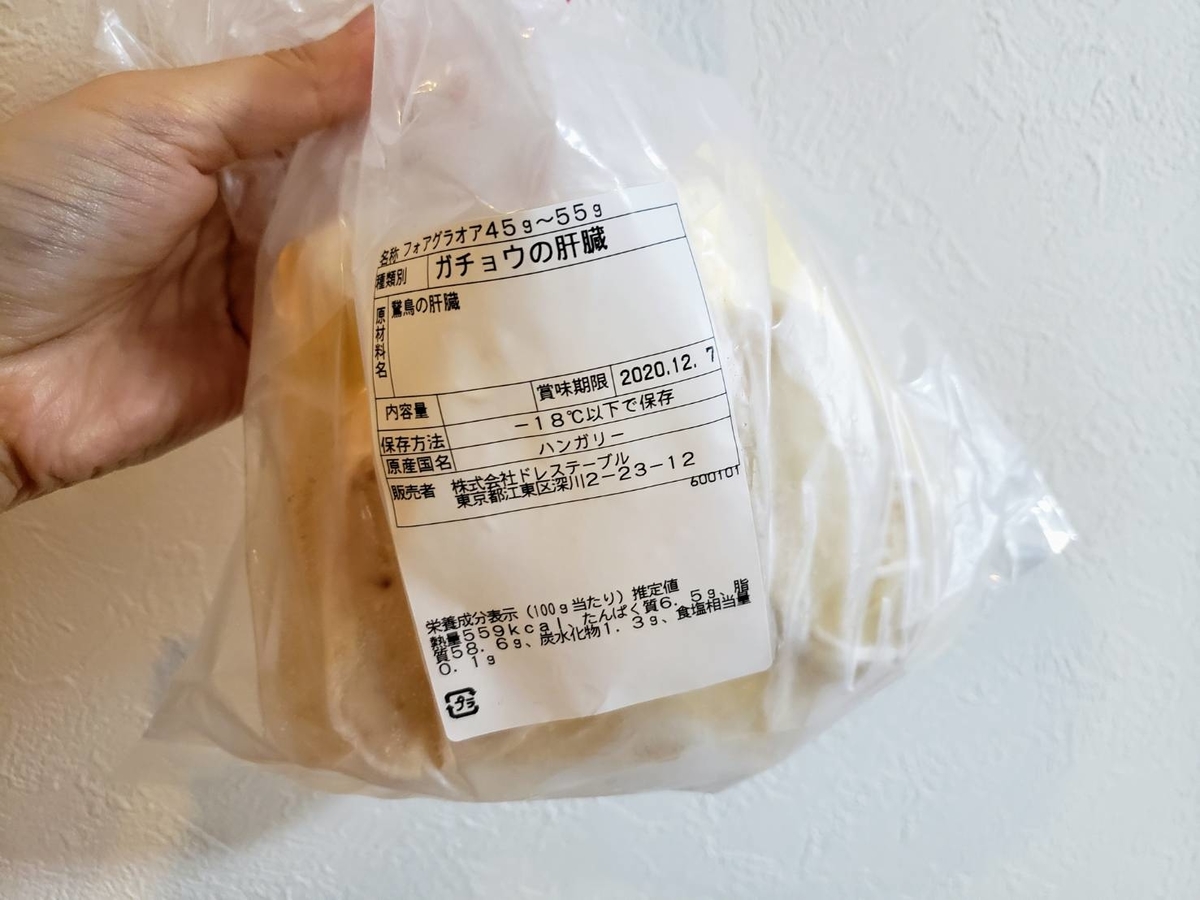 名称 フォアグラオア45g～55g
種類別 ガチョウの肝臓
原材料名 鵞鳥の肝臓
内容量 賞味期限 2020.12. 7
保存方法 －18℃以下で保存
原産国名 ハンガリー
販売者 株式会社ドレステーブル
東京都江東区深川2－23－12
600101
栄養成分表示（100g当たり）推定値
熱量559kcal、たんぱく質6．5g、脂
質58．6g、炭水化物1．3g、食塩相当量
0．1g
プラ